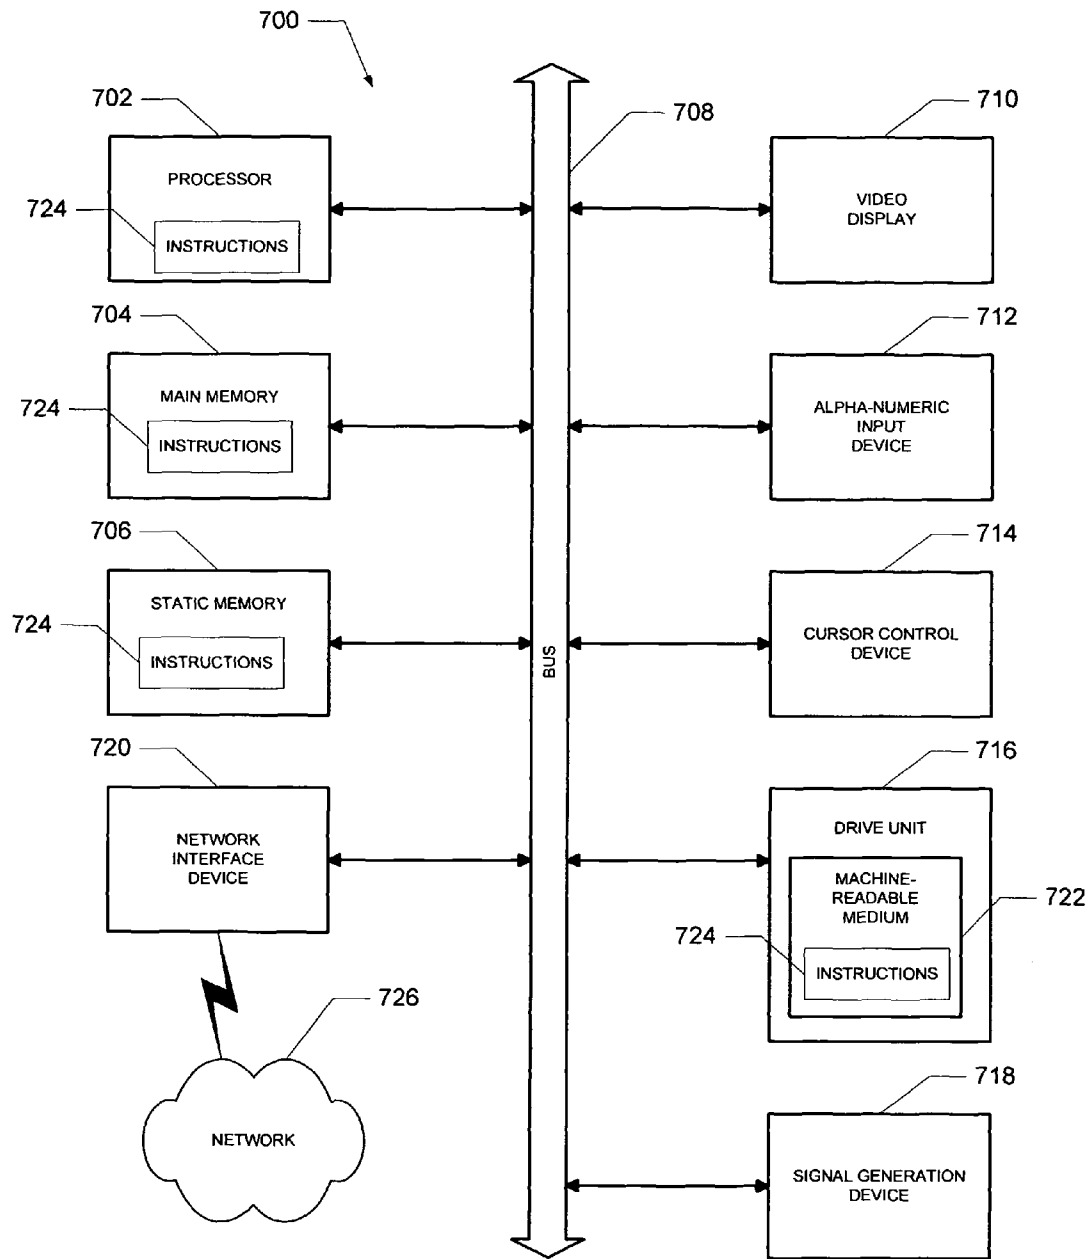 700
702
PROCESSOR
724
INSTRUCTIONS
704
MAIN MEMORY
724
INSTRUCTIONS
706
STATIC MEMORY
724
INSTRUCTIONS
720
NETWORK
INTERFACE
DEVICE
726
NETWORK
708
BUS
710
VIDEO
DISPLAY
712
ALPHA-NUMERIC
INPUT
DEVICE
714
CURSOR CONTROL
DEVICE
716
DRIVE UNIT
MACHINE-
READABLE
MEDIUM
722
724
INSTRUCTIONS
718
SIGNAL GENERATION
DEVICE